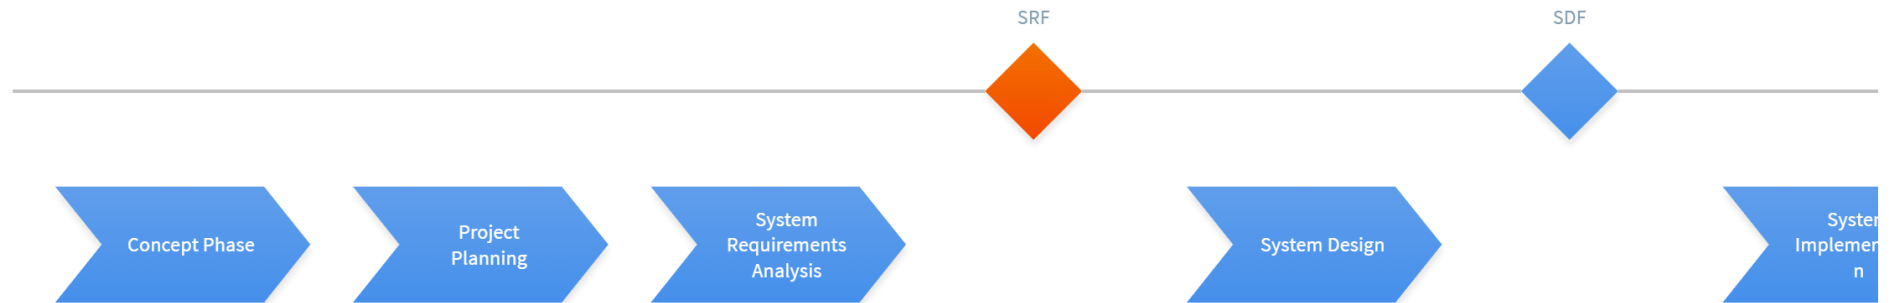 SRF
SDF
Concept Phase
Project
Planning
System
Requirements
Analysis
System Design
n